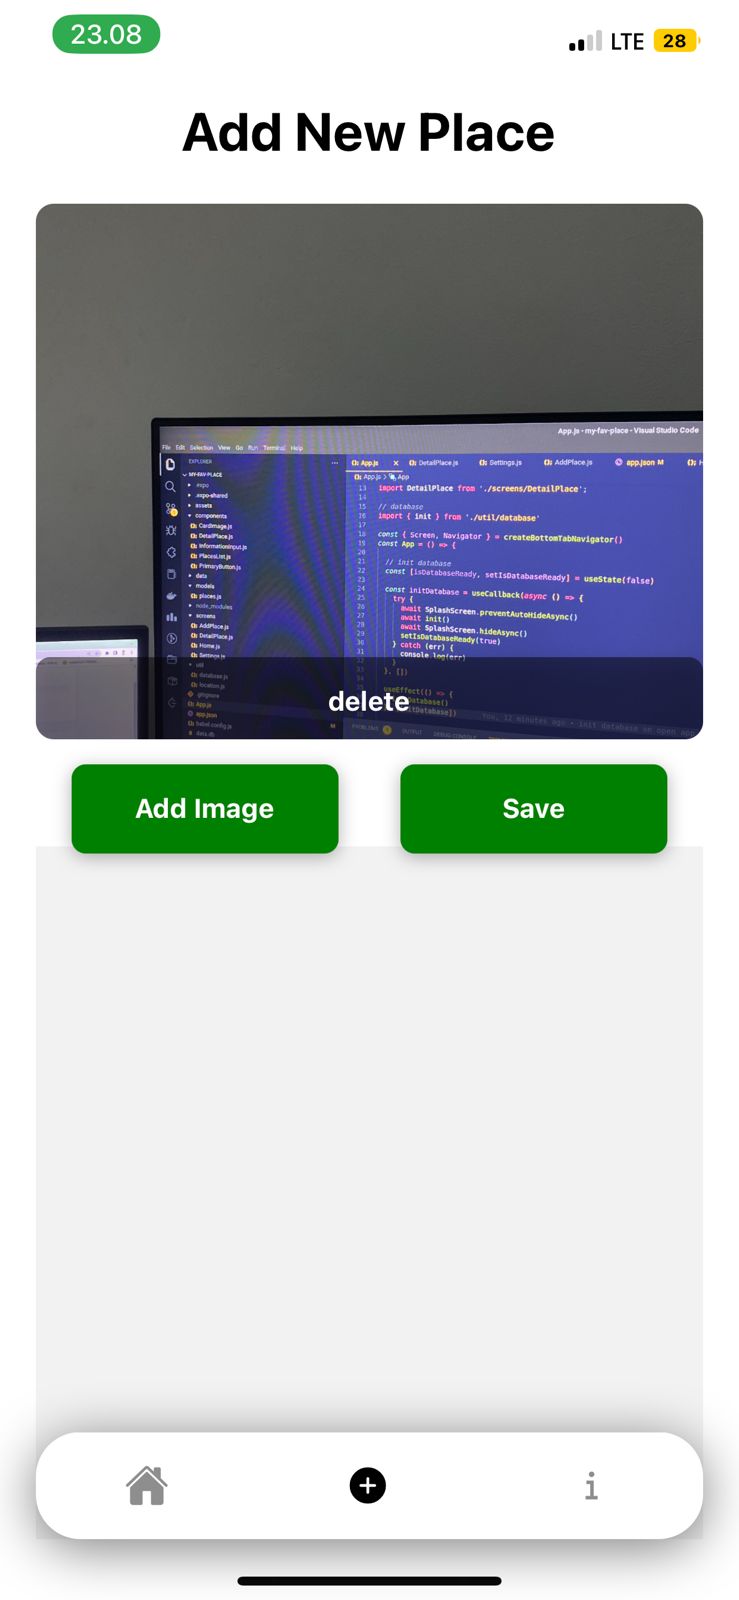 23.08
LTE 28
Add New Place
App.js - my-fav-place - Visual Studio Code
File Edit Selection View Go Run Terminal Help
EXPLORER
App.js
DetailPlace.js
Settings.js
AddPlace.js
app.json M
MY-FAV-PLACE
App.js > App
.expo
.expo-shared
assets
components
CardImage.js
DetailPlace.js
InformationInput.js
PlacesList.js
PrimaryButton.js
data
models
places.js
node_modules
screens
AddPlace.js
DetailPlace.js
Home.js
Settings.js
util
database.js
location.js
.gitignore
App.js
app.json
babel.config.js M
data.db
13 import DetailPlace from './screens/DetailPlace';
14
15 // database
16 import { init } from './util/database'
17
18 const { Screen, Navigator } = createBottomTabNavigator()
19 const App = () => {
20
21 // init database
22 const [isDatabaseReady, setIsDatabaseReady] = useState(false)
23
24 const initDatabase = useCallback(async () => {
25 try {
26 await SplashScreen.preventAutoHideAsync()
27 await init()
28 await SplashScreen.hideAsync()
29 setIsDatabaseReady(true)
30 } catch (err) {
31 console.log(err)
32 }
33 }, [])
useEffect(() => {
You, 12 minutes ago • init database on open app
PROBLEMS 1 OUTPUT DEBUG CONSOLE
delete
Add Image
Save